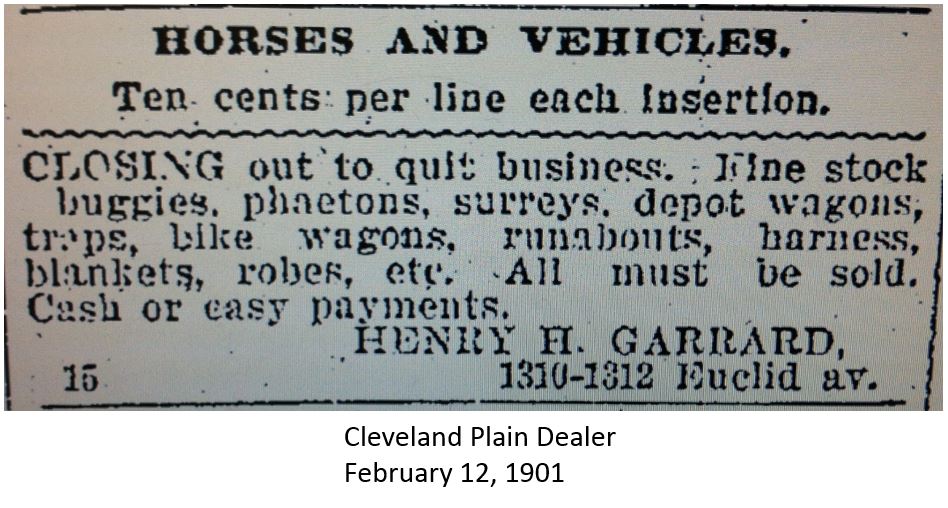 HORSES AND VEHICLES.
Ten cents per line each insertion.
CLOSING out to quit business. Fine stock
buggies, phaetons, surreys, depot wagons,
traps, bike wagons, runabouts, harness,
blankets, robes, etc. All must be sold.
Cash or easy payments.
HENRY H. GARRARD,
15 1310-1312 Euclid av.
Cleveland Plain Dealer
February 12, 1901